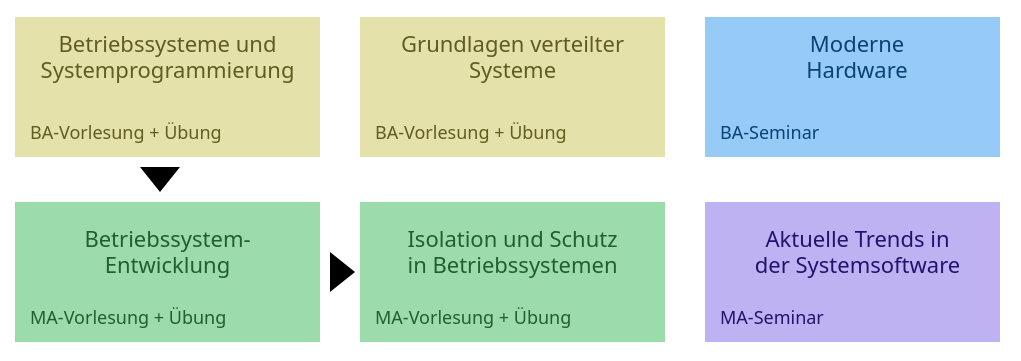 Betriebssysteme und
Systemprogrammierung
BA-Vorlesung + Übung
Grundlagen verteilter
Systeme
BA-Vorlesung + Übung
Moderne
Hardware
BA-Seminar
Betriebssystem-
Entwicklung
MA-Vorlesung + Übung
Isolation und Schutz
in Betriebssystemen
MA-Vorlesung + Übung
Aktuelle Trends in
der Systemsoftware
MA-Seminar